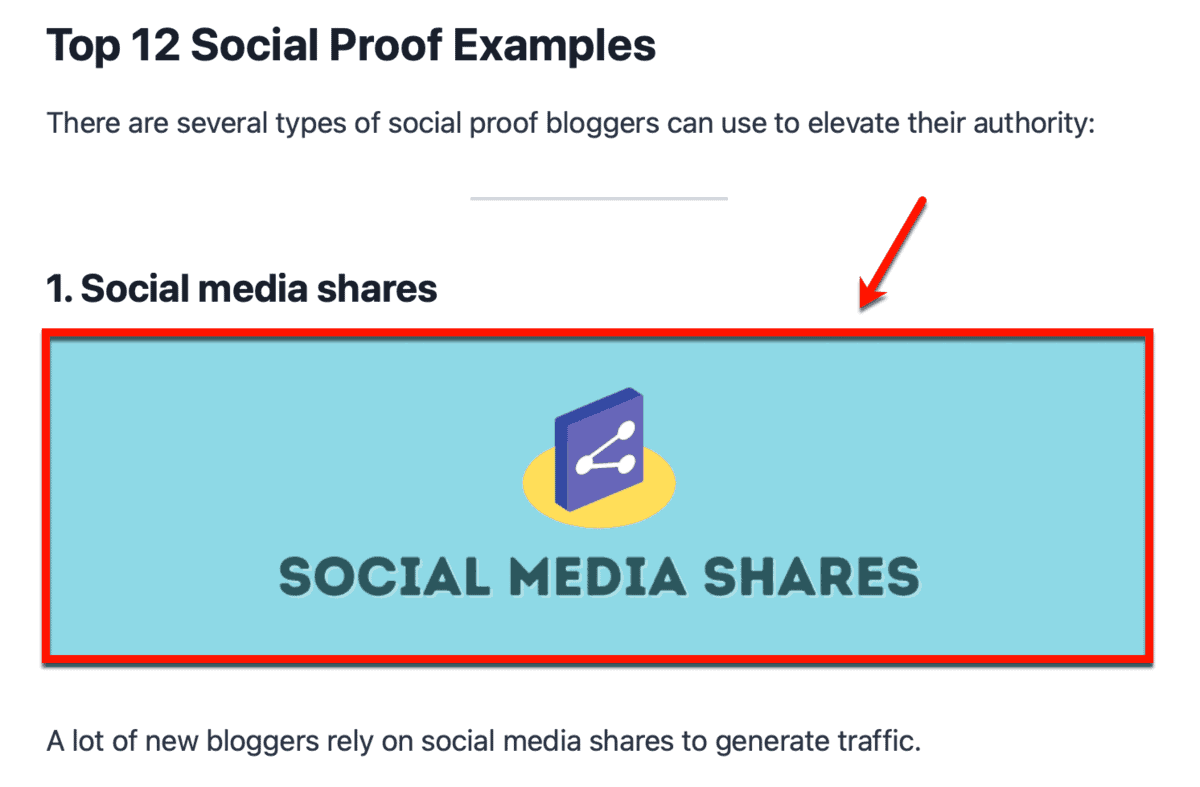 Top 12 Social Proof Examples
There are several types of social proof bloggers can use to elevate their authority:
1. Social media shares
SOCIAL MEDIA SHARES
A lot of new bloggers rely on social media shares to generate traffic.